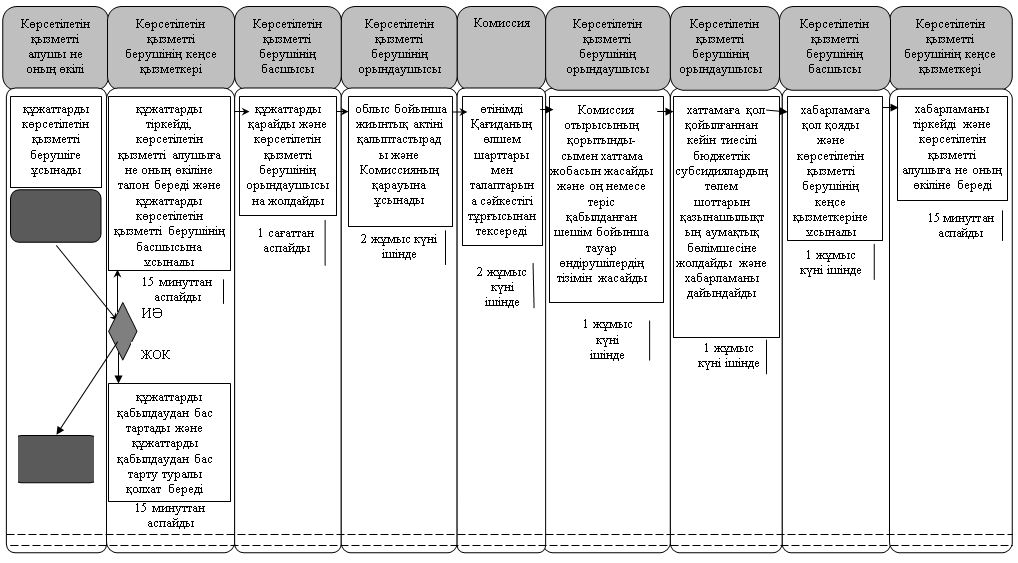 Көрсетілетін
қызметті
алушы не
оның өкілі
Көрсетілетін
қызметті
берушінің кеңсе
қызметкері
Көрсетілетін
қызметті
берушінің
басшысы
Көрсетілетін
қызметті
берушінің
орындаушысы
Комиссия
Көрсетілетін
қызметті
берушінің
орындаушысы
Көрсетілетін
қызметті
берушінің
орындаушысы
Көрсетілетін
қызметті
берушінің
басшысы
Көрсетілетін
қызметті
берушінің кеңсе
қызметкері
құжаттарды
көрсетілетін
қызметті
берушіге
ұсынады
құжаттарды
тіркейді,
көрсетілетін
қызметті алушыға
не оның өкіліне
талон береді және
құжаттарды
көрсетілетін
қызметті берушінің
басшысына
ұсынады
15 минуттан
аспайды
ИӘ
ЖОК
құжаттарды
қабылдаудан бас
тартады және
құжаттарды
қабылдаудан бас
тарту туралы
қолхат береді
15 минуттан
аспайды
құжаттарды
қарайды және
көрсетілетін
қызметті
берушінің
орындаушысы
на жолдайды
1 сағаттан
аспайды
облыс бойынша
жиынтық актіні
қалыптастырад
ы және
Комиссияның
қарауына
ұсынады
2 жұмыс күні
ішінде
өтінімді
Қағиданың
өлшем
шарттары
мен
талаптарын
а сәйкестігі
тұрғысынан
тексереді
2 жұмыс
күні
ішінде
Комиссия
отырысының
қорытынды-
сымен хаттама
жобасын жасайды
және оң немесе
теріс
қабылданған
шешім бойынша
тауар
өндірушілердің
тізімін жасайды
1 жұмыс
күні
ішінде
хаттамаға қол
қойылғаннан
кейін тиесілі
бюджеттік
субсидиялардың
төлем
шоттарын
қазынашылықт
ың аумақтық
бөлімшесіне
жолдайды және
хабарламаны
дайындайды
1 жұмыс
күні ішінде
хабарламаға
қол қояды
және
көрсетілетін
қызметті
берушінің
кеңсе
қызметкеріне
ұсынады
1 жұмыс
күні ішінде
хабарламаны
тіркейді және
көрсетілетін
қызметті
алушыға не оның
өкіліне береді
15 минуттан
аспайды